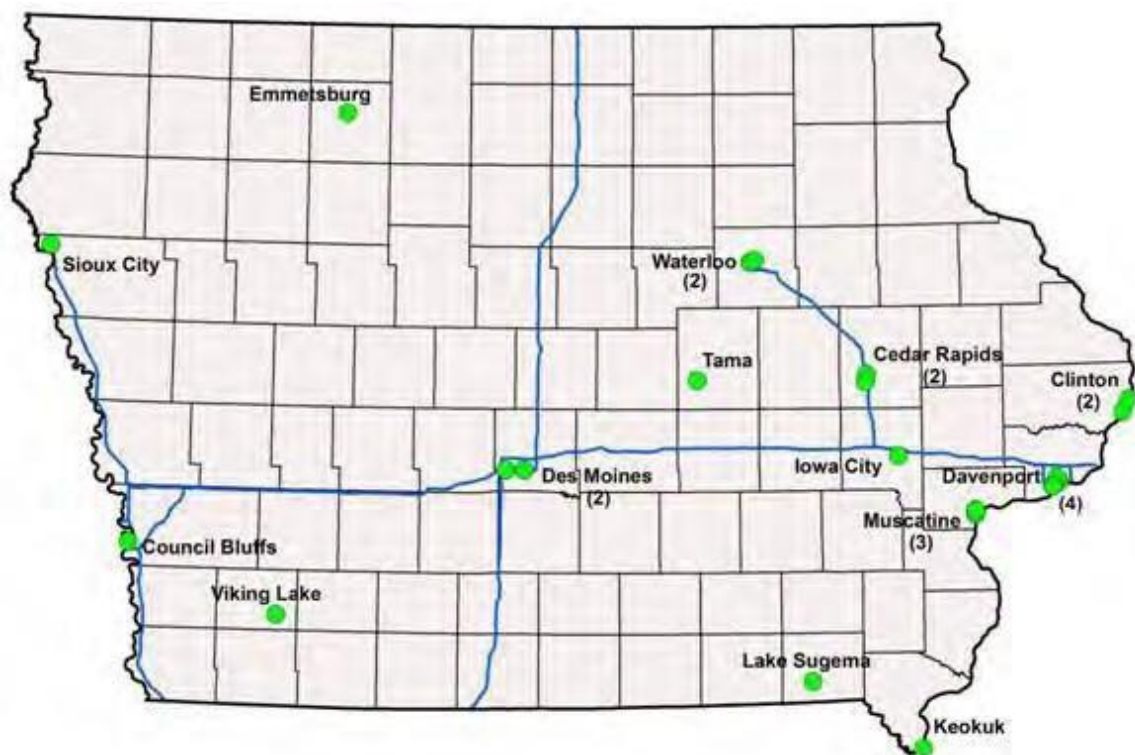 Emmetsburg
Sioux City
Waterloo
(2)
Tama
Cedar Rapids
(2)
Clinton
(2)
Des Moines
(2)
Iowa City
Davenport
(4)
Muscatine
(3)
Council Bluffs
Viking Lake
Lake Sugema
Keokuk